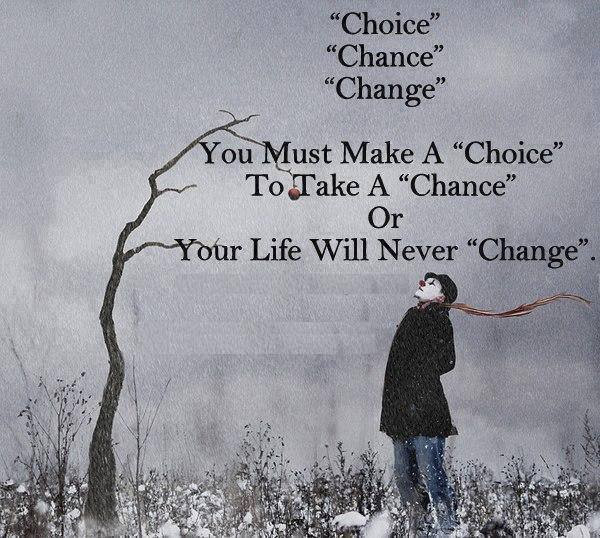 “Choice”
“Chance”
“Change”
You Must Make A “Choice”
To Take A “Chance”
Or
Your Life Will Never “Change”.